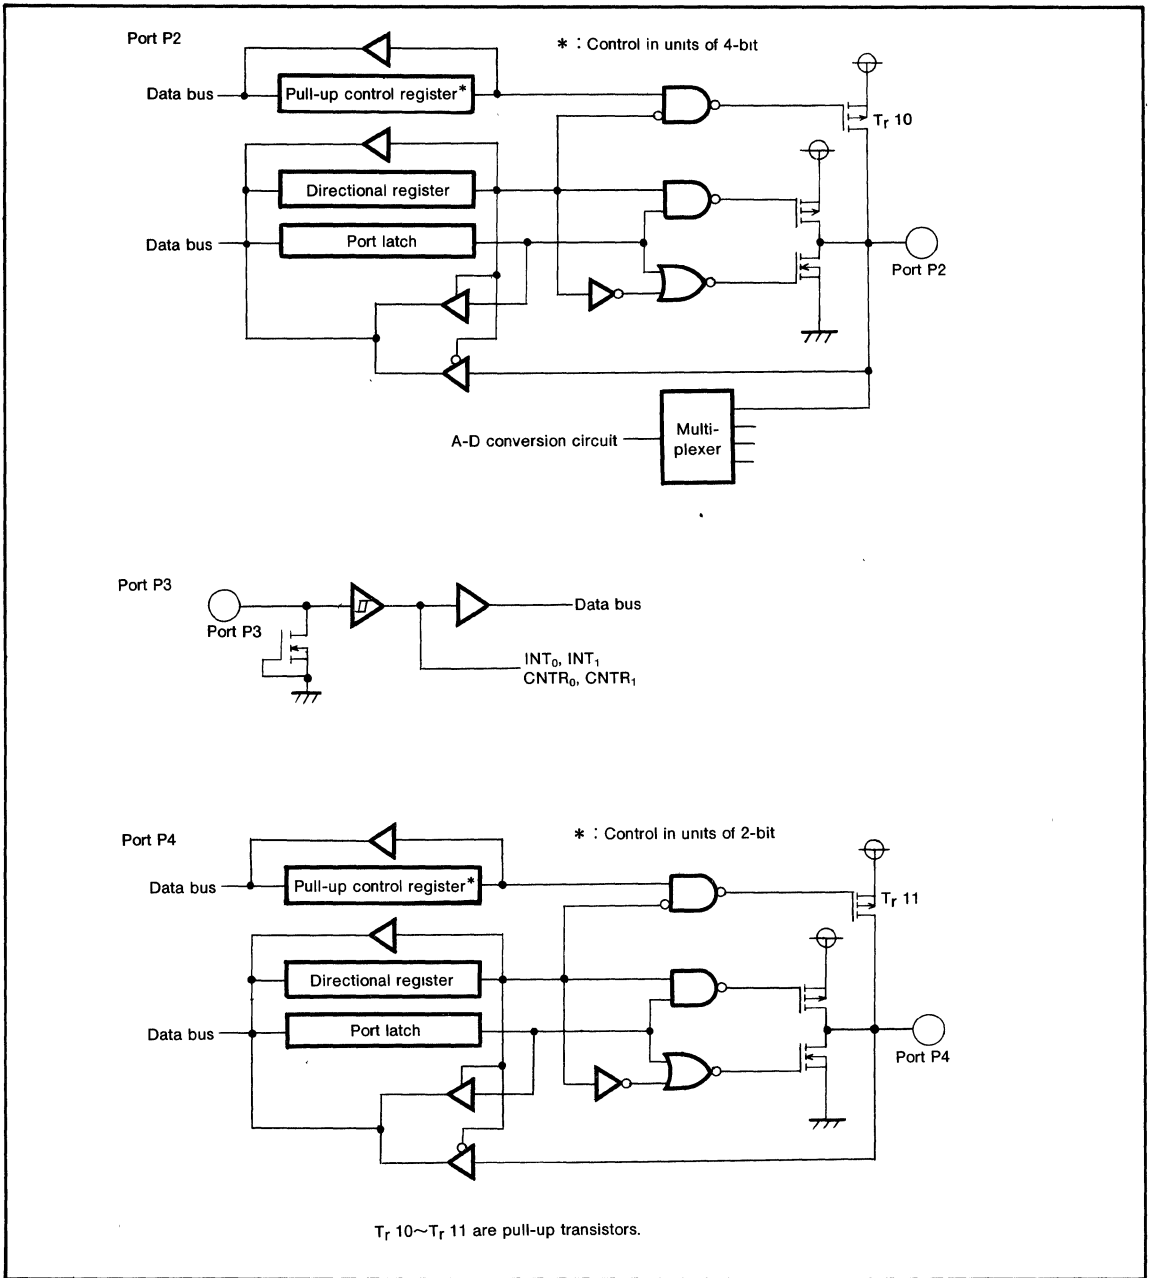 Port P2
* : Control in units of 4-bit
Data bus
Pull-up control register*
Tr 10
Directional register
Data bus
Port latch
Port P2
A-D conversion circuit
Multi-
plexer
Port P3
Port P3
Data bus
INT0, INT1
CNTR0, CNTR1
Port P4
* : Control in units of 2-bit
Data bus
Pull-up control register*
Tr 11
Directional register
Data bus
Port latch
Port P4
Tr 10~Tr 11 are pull-up transistors.